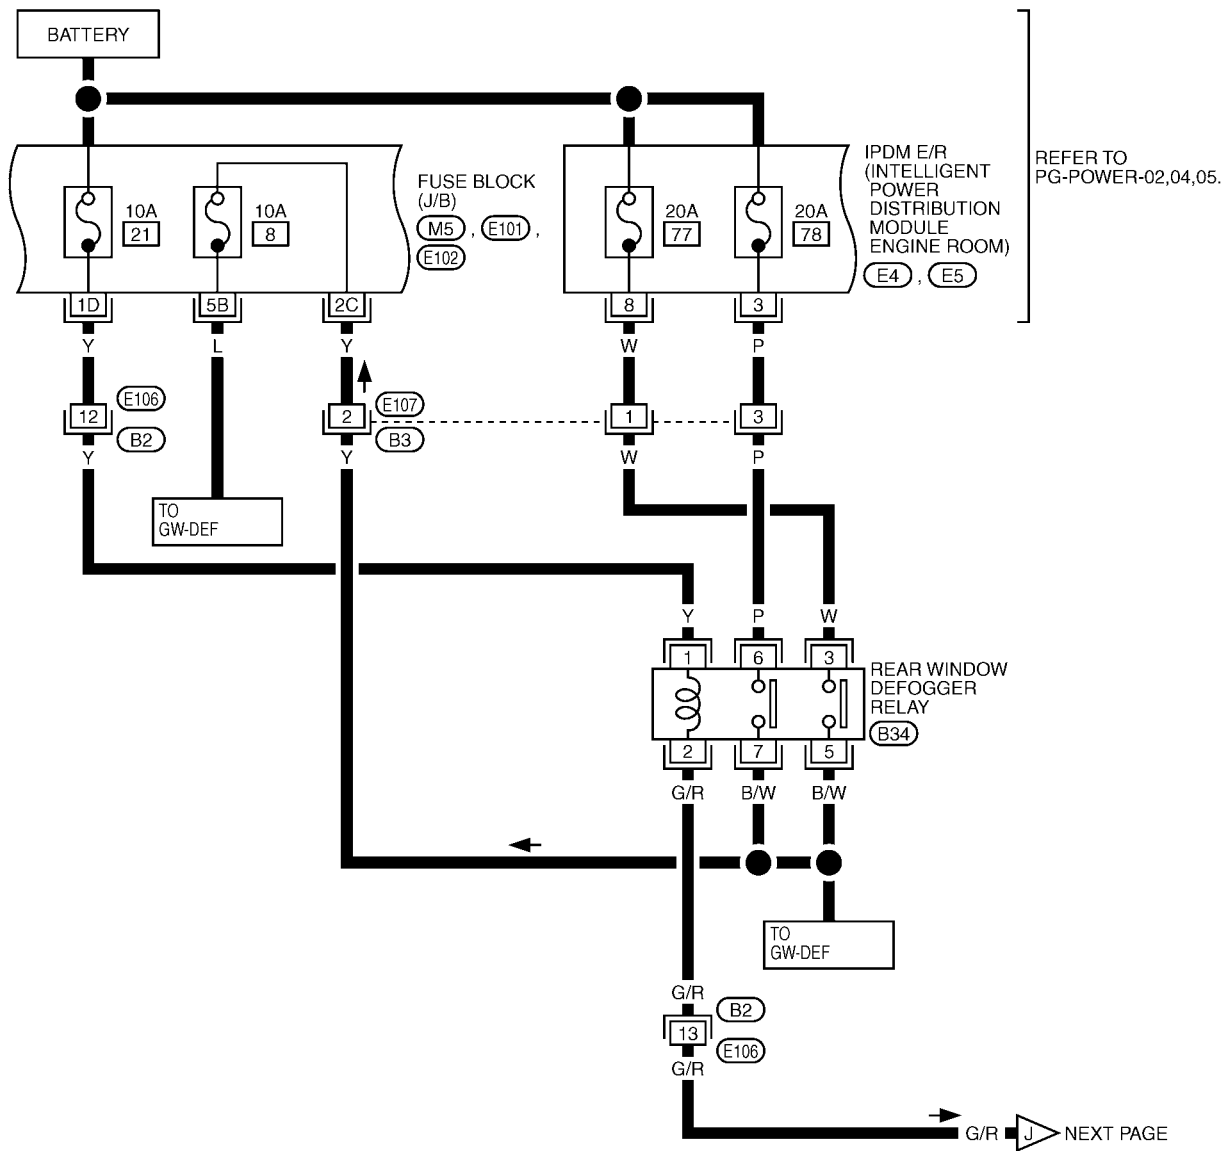 BATTERY
REFER TO
PG-POWER-02,04,05.
IPDM E/R
(INTELLIGENT
POWER
DISTRIBUTION
MODULE
ENGINE ROOM)
E4 , E5
FUSE BLOCK
(J/B)
M5 , E101 ,
E102
10A
21
10A
8
20A
77
20A
78
1D 5B 2C 8 3
Y L Y W P
12
E106
B2
2
E107
B3
1
3
Y Y W P
TO
GW-DEF
Y P W
1 6 3
REAR WINDOW
DEFOGGER
RELAY
B34
2 7 5
G/R B/W B/W
TO
GW-DEF
G/R
B2
13
E106
G/R
G/R J NEXT PAGE